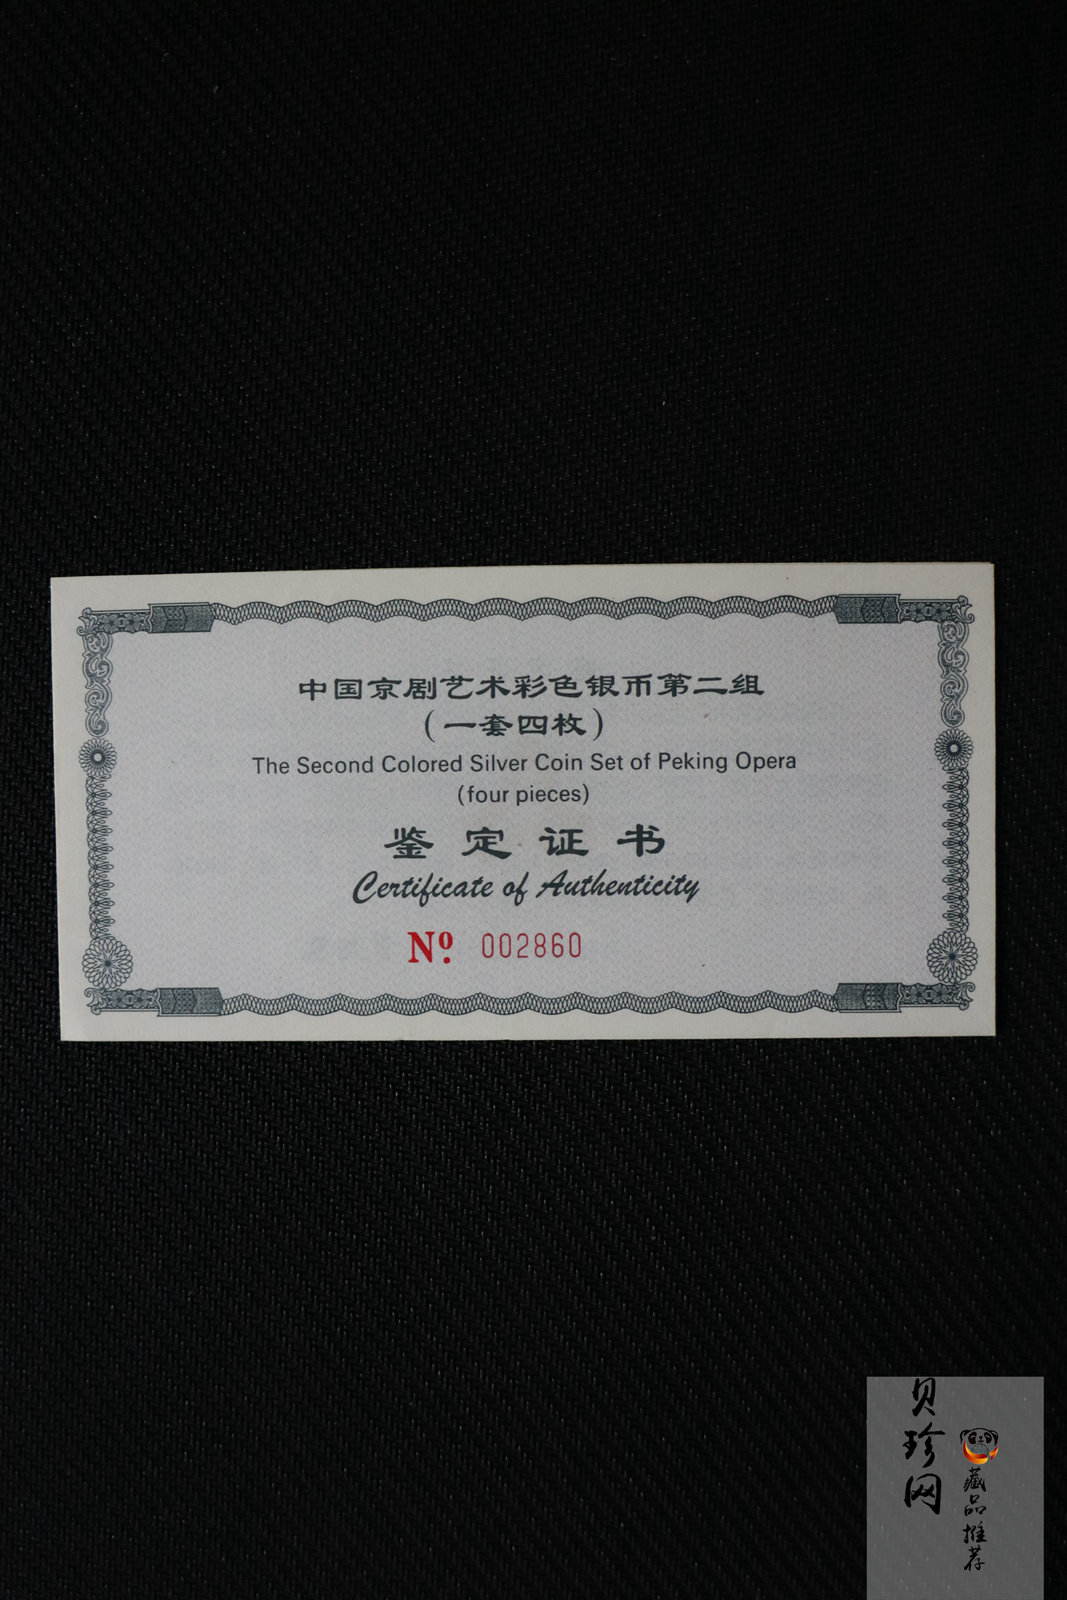 中国京剧艺术彩色银币第二组
(一套四枚)
The Second Colored Silver Coin Set of Peking Opera
(four pieces)
鉴定证书
Certificate of Authenticity
Nº 002860
贝珍网
藏品推荐